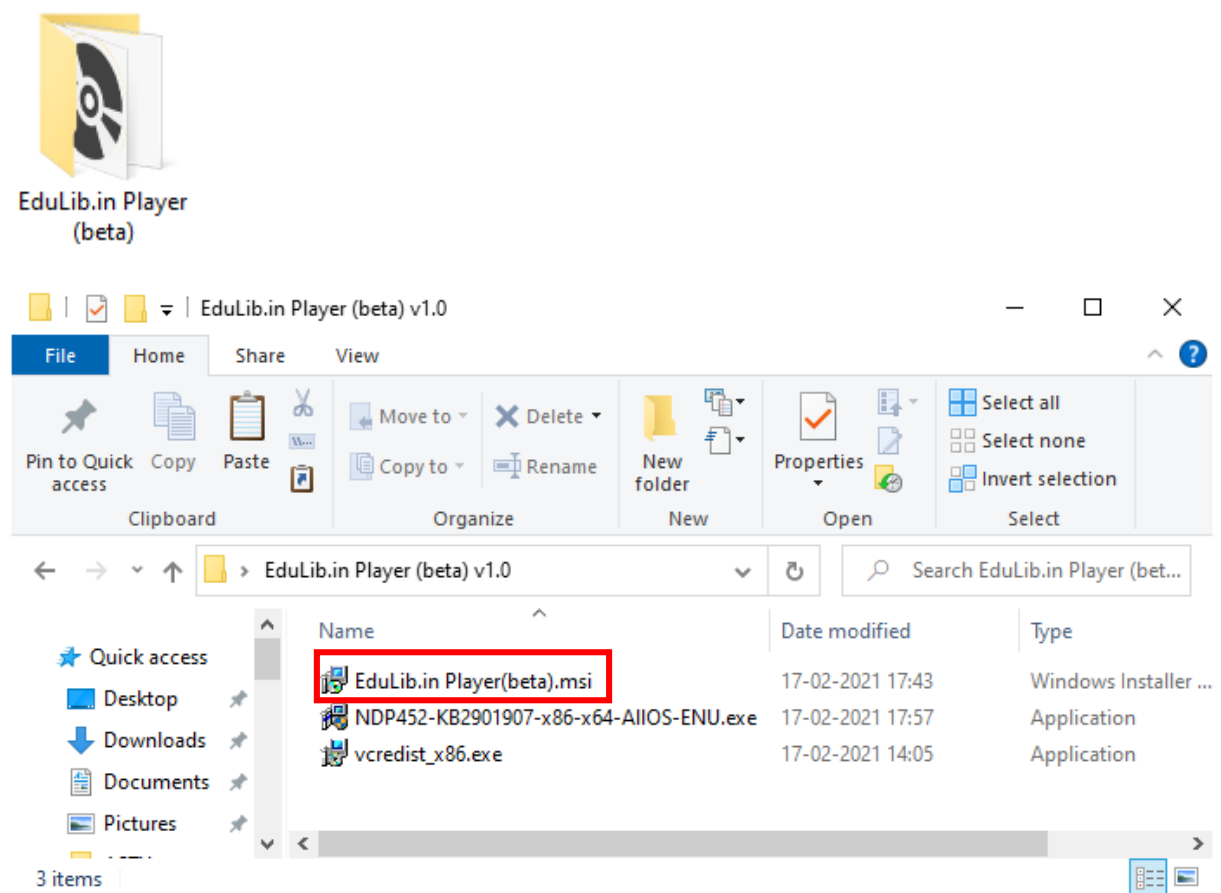 EduLib.in Player
(beta)
EduLib.in Player (beta) v1.0
File Home Share View
Pin to Quick access
Copy
Paste
Move to
Copy to
Delete
Rename
New folder
Properties
Select all
Select none
Invert selection
Clipboard Organize New Open Select
EduLib.in Player (beta) v1.0
Search EduLib.in Player (bet...
Name Date modified Type
Quick access
Desktop
Downloads
Documents
Pictures
EduLib.in Player(beta).msi 17-02-2021 17:43 Windows Installer ...
NDP452-KB2901907-x86-x64-AllOS-ENU.exe 17-02-2021 17:57 Application
vcredist_x86.exe 17-02-2021 14:05 Application
3 items